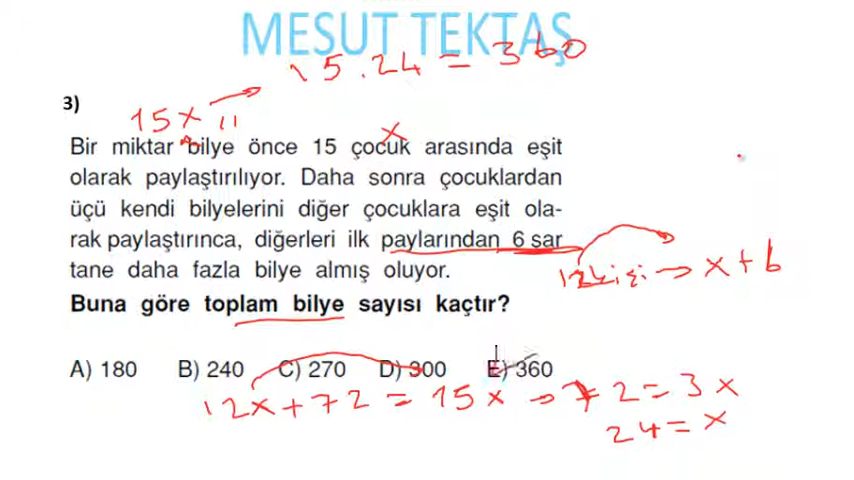 MESUT TEKTAŞ
15.24 = 360
3)
15x
x
Bir miktar bilye önce 15 çocuk arasında eşit
olarak paylaştırılıyor. Daha sonra çocuklardan
üçü kendi bilyelerini diğer çocuklara eşit ola-
rak paylaştırınca, diğerleri ilk paylarından 6 şar
tane daha fazla bilye almış oluyor.
12 kişi → x + 6
Buna göre toplam bilye sayısı kaçtır?
A) 180 B) 240 C) 270 D) 300 E) 360
12x + 72 = 15x → 72 = 3x
24 = x